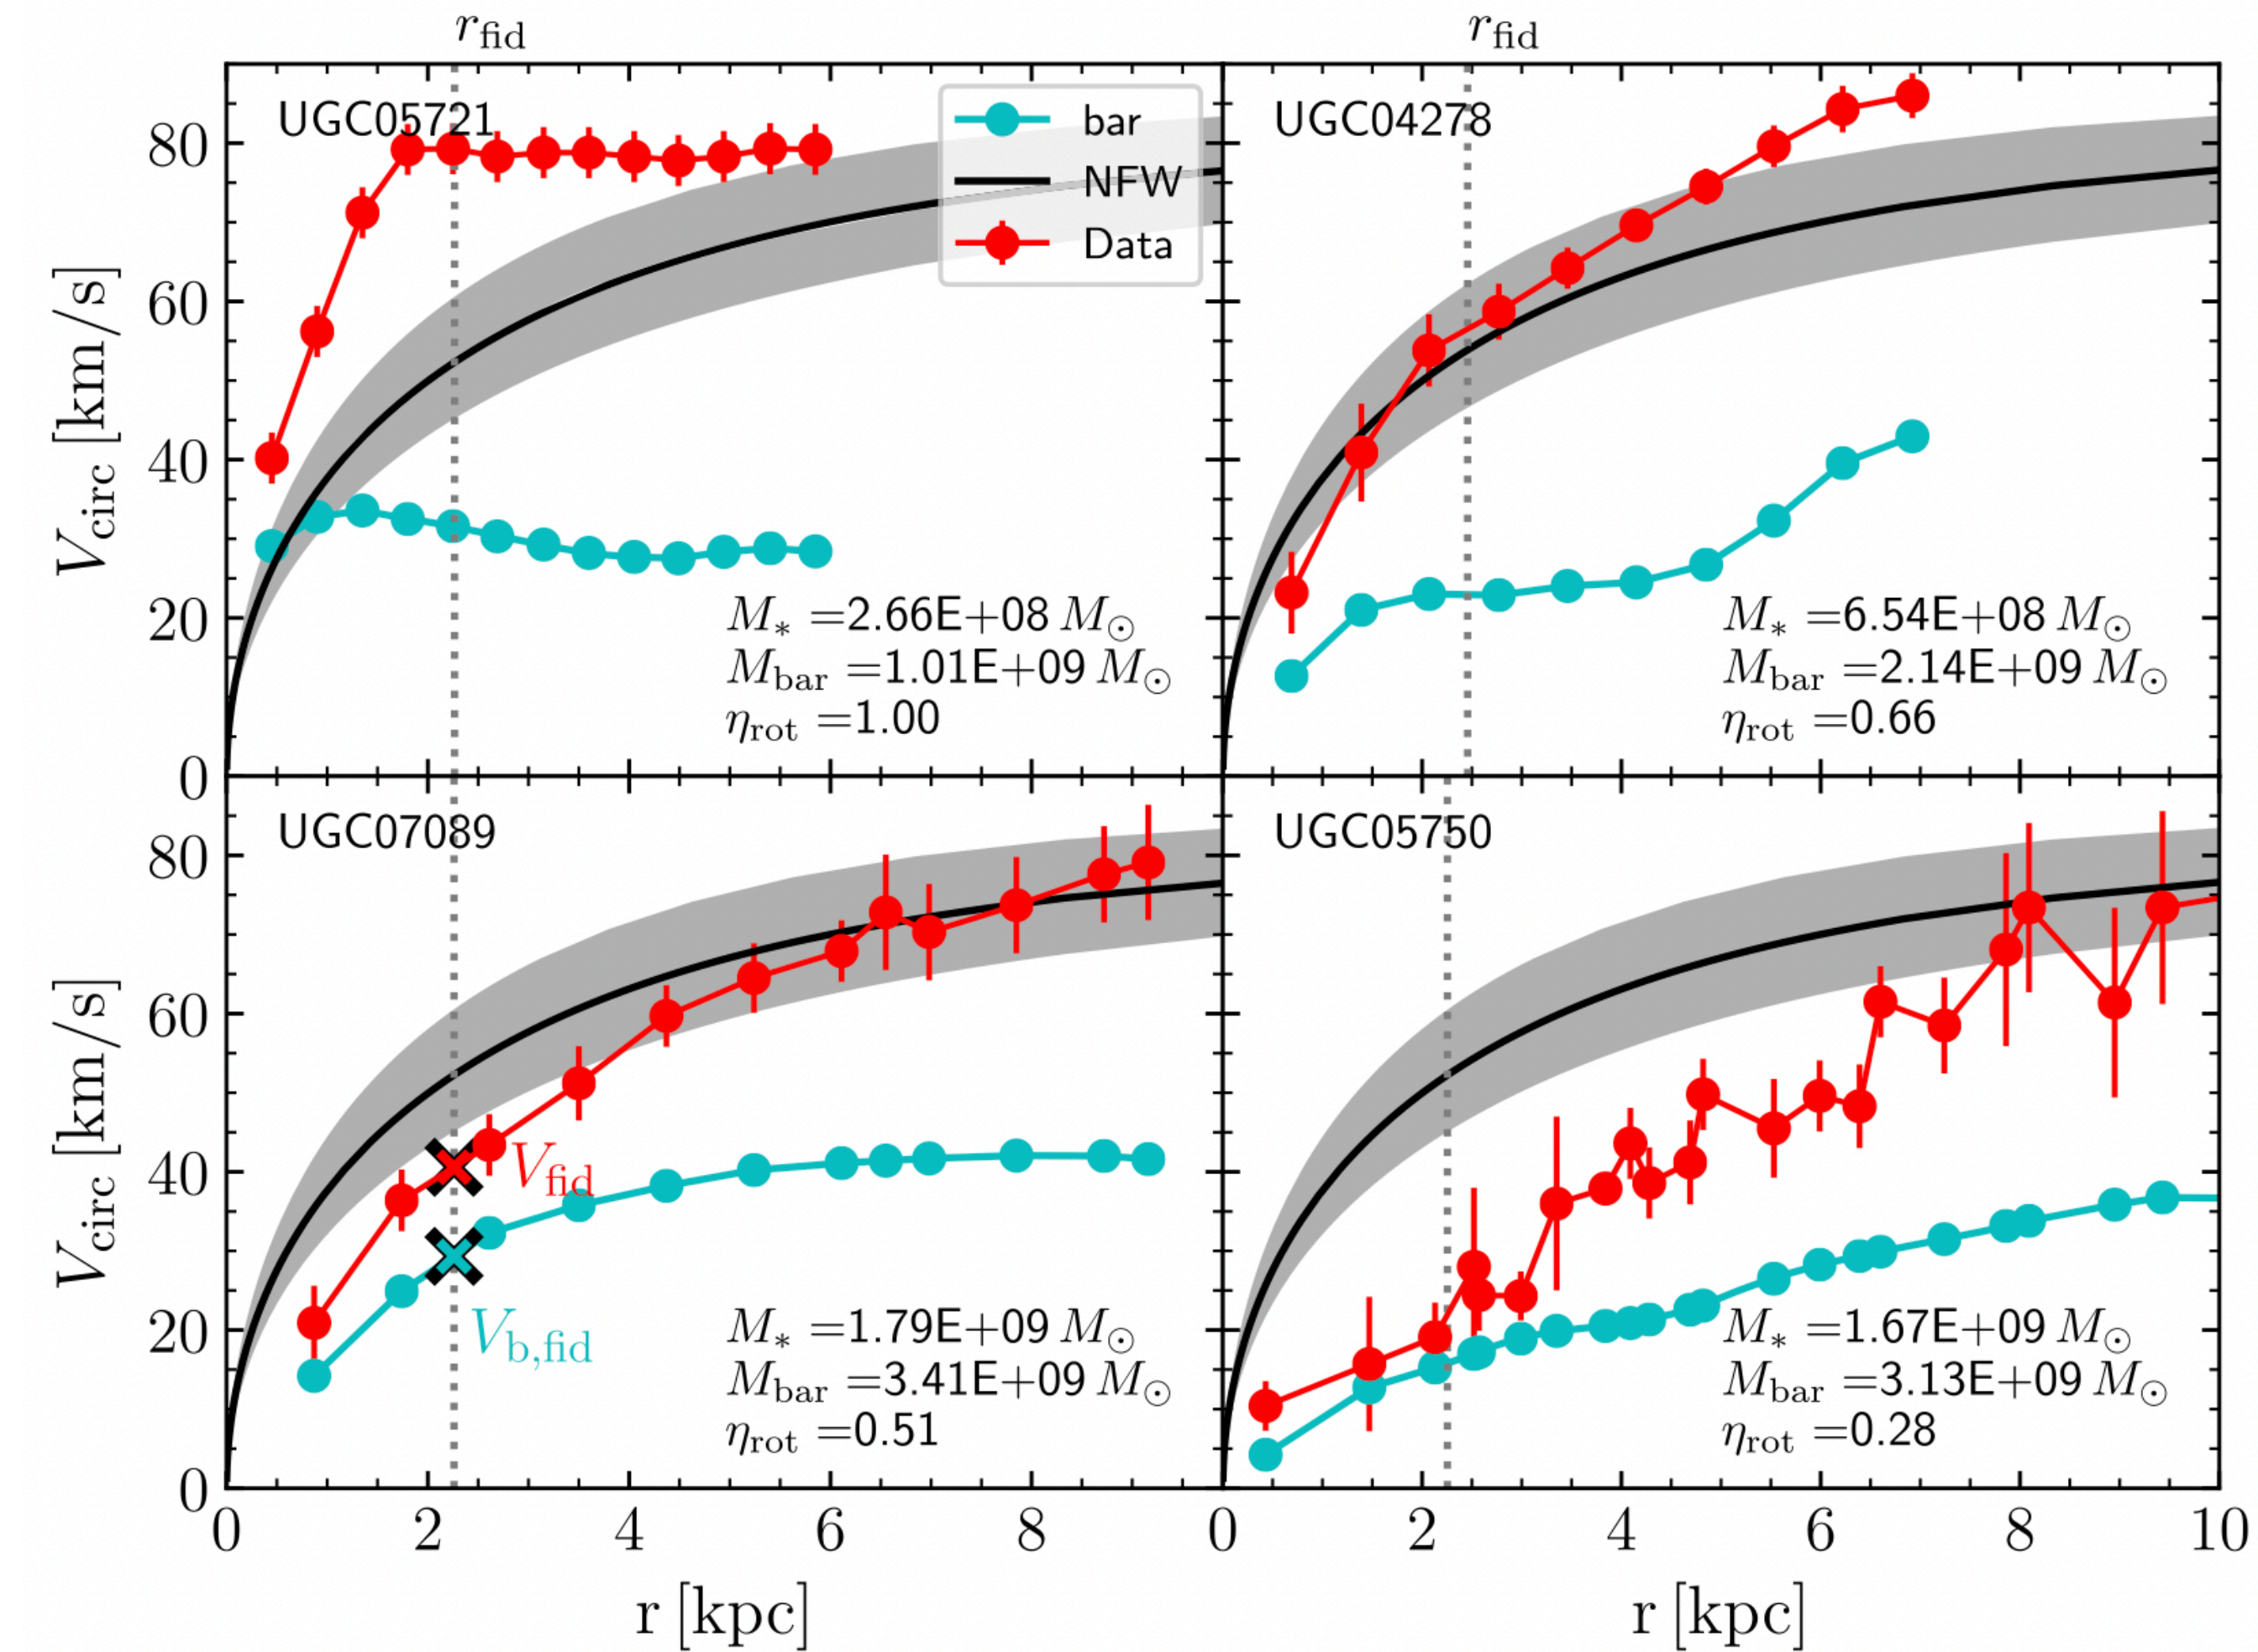 r_fid
r_fid
UGC05721
bar
NFW
Data
UGC04278
80
60
40
20
0
V_circ [km/s]
M_* =2.66E+08 M_⊙
M_bar =1.01E+09 M_⊙
η_rot =1.00
M_* =6.54E+08 M_⊙
M_bar =2.14E+09 M_⊙
η_rot =0.66
UGC07089
UGC05750
80
60
40
20
0
V_circ [km/s]
V_fid
V_b,fid
M_* =1.79E+09 M_⊙
M_bar =3.41E+09 M_⊙
η_rot =0.51
M_* =1.67E+09 M_⊙
M_bar =3.13E+09 M_⊙
η_rot =0.28
0 2 4 6 8 0 2 4 6 8 10
r [kpc]
r [kpc]